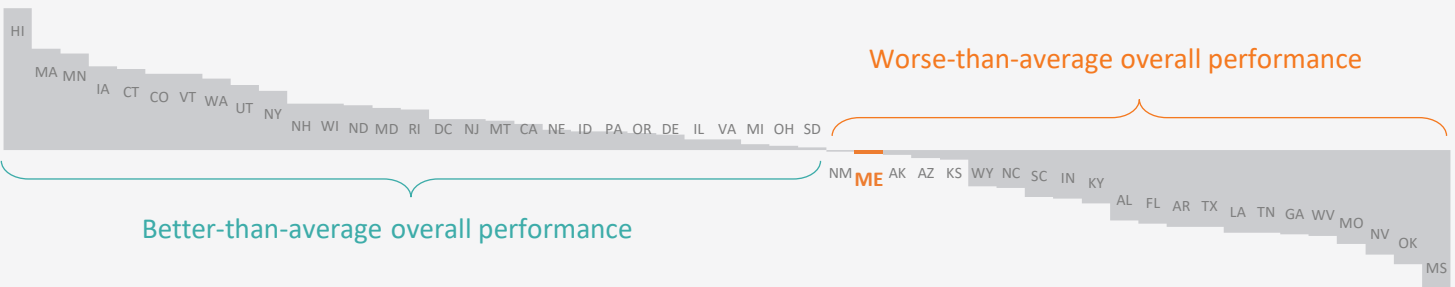 HI
MA MN IA CT CO VT WA UT NY NH WI ND MD RI DC NJ MT CA NE ID PA OR DE IL VA MI OH SD
Worse-than-average overall performance
NM ME AK AZ KS WY NC SC IN KY AL FL AR TX LA TN GA WV MO NV OK MS
Better-than-average overall performance